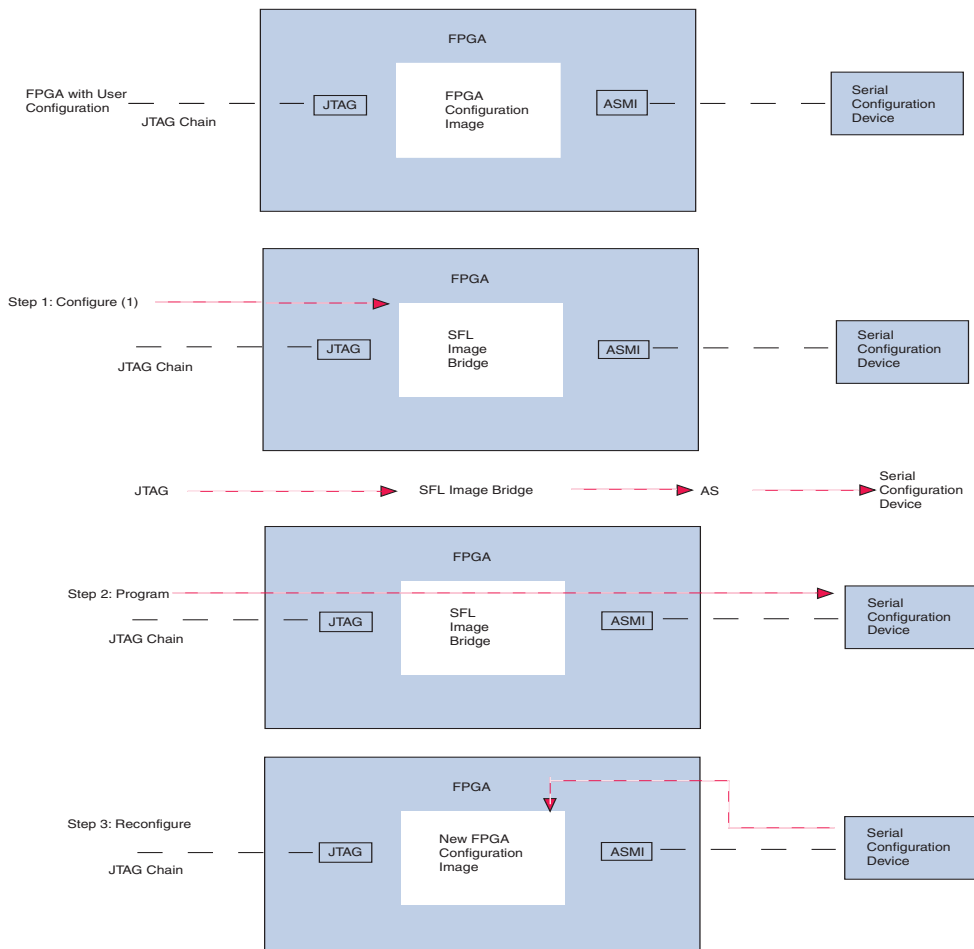 FPGA
FPGA with User
Configuration
JTAG Chain
JTAG
FPGA
Configuration
Image
ASMI
Serial
Configuration
Device
FPGA
Step 1: Configure (1)
JTAG Chain
JTAG
SFL
Image
Bridge
ASMI
Serial
Configuration
Device
JTAG
SFL Image Bridge
AS
Serial
Configuration
Device
FPGA
Step 2: Program
JTAG Chain
JTAG
SFL
Image
Bridge
ASMI
Serial
Configuration
Device
FPGA
Step 3: Reconfigure
JTAG Chain
JTAG
New FPGA
Configuration
Image
ASMI
Serial
Configuration
Device